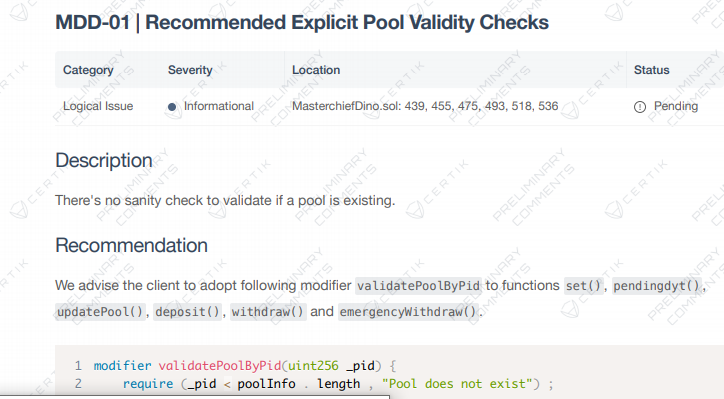 MDD-01 | Recommended Explicit Pool Validity Checks
Category Severity Location Status
Logical Issue Informational MasterchiefDino.sol: 439, 455, 475, 493, 518, 536 Pending
Description
There's no sanity check to validate if a pool is existing.
Recommendation
We advise the client to adopt following modifier validatePoolByPid to functions set(), pendingdyt(),
updatePool(), deposit(), withdraw() and emergencyWithdraw().
1 modifier validatePoolByPid(uint256 _pid) {
2 require (_pid < poolInfo . length , "Pool does not exist") ;
CERTIK
PRELIMINARY COMMENTS